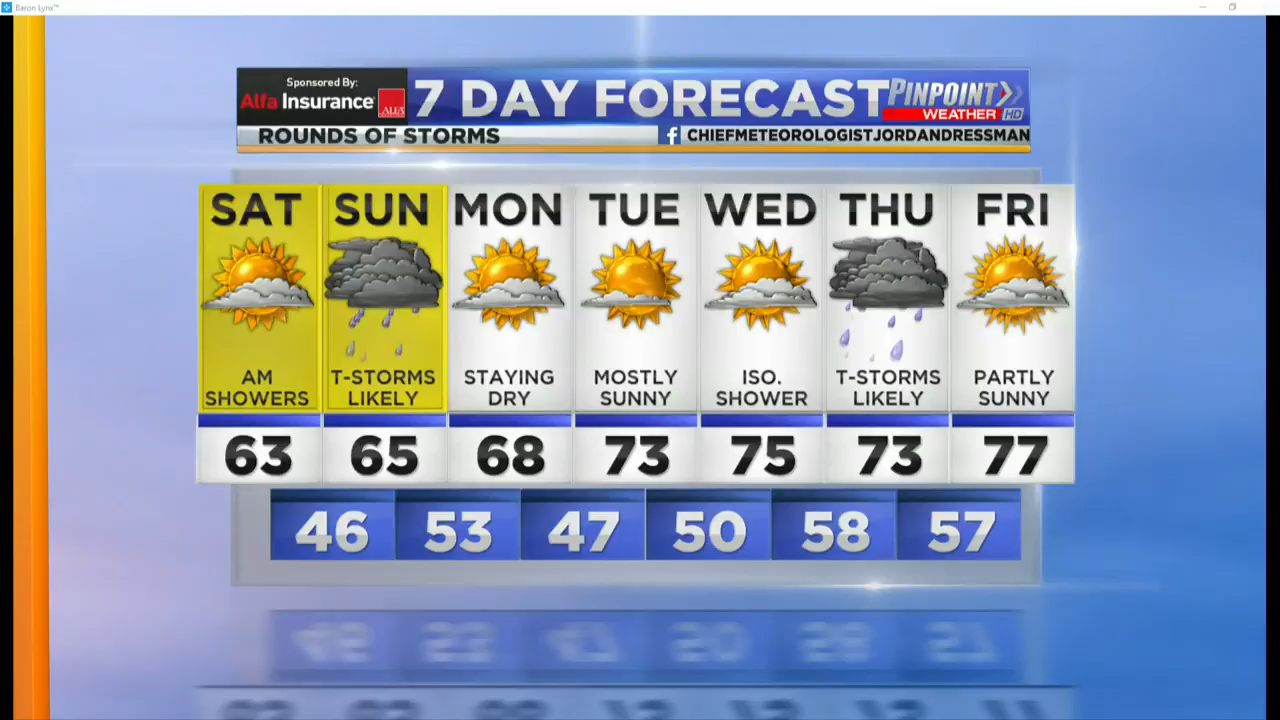 Baron Lynx™
Sponsored By:
Alfa Insurance®
ALFA
7 DAY FORECAST
PINPOINT
WEATHER HD
ROUNDS OF STORMS
f CHIEFMETEOROLOGISTJORDANDRESSMAN
SAT SUN MON TUE WED THU FRI
AM SHOWERS
T-STORMS LIKELY
STAYING DRY
MOSTLY SUNNY
ISO. SHOWER
T-STORMS LIKELY
PARTLY SUNNY
63 65 68 73 75 73 77
46 53 47 50 58 57